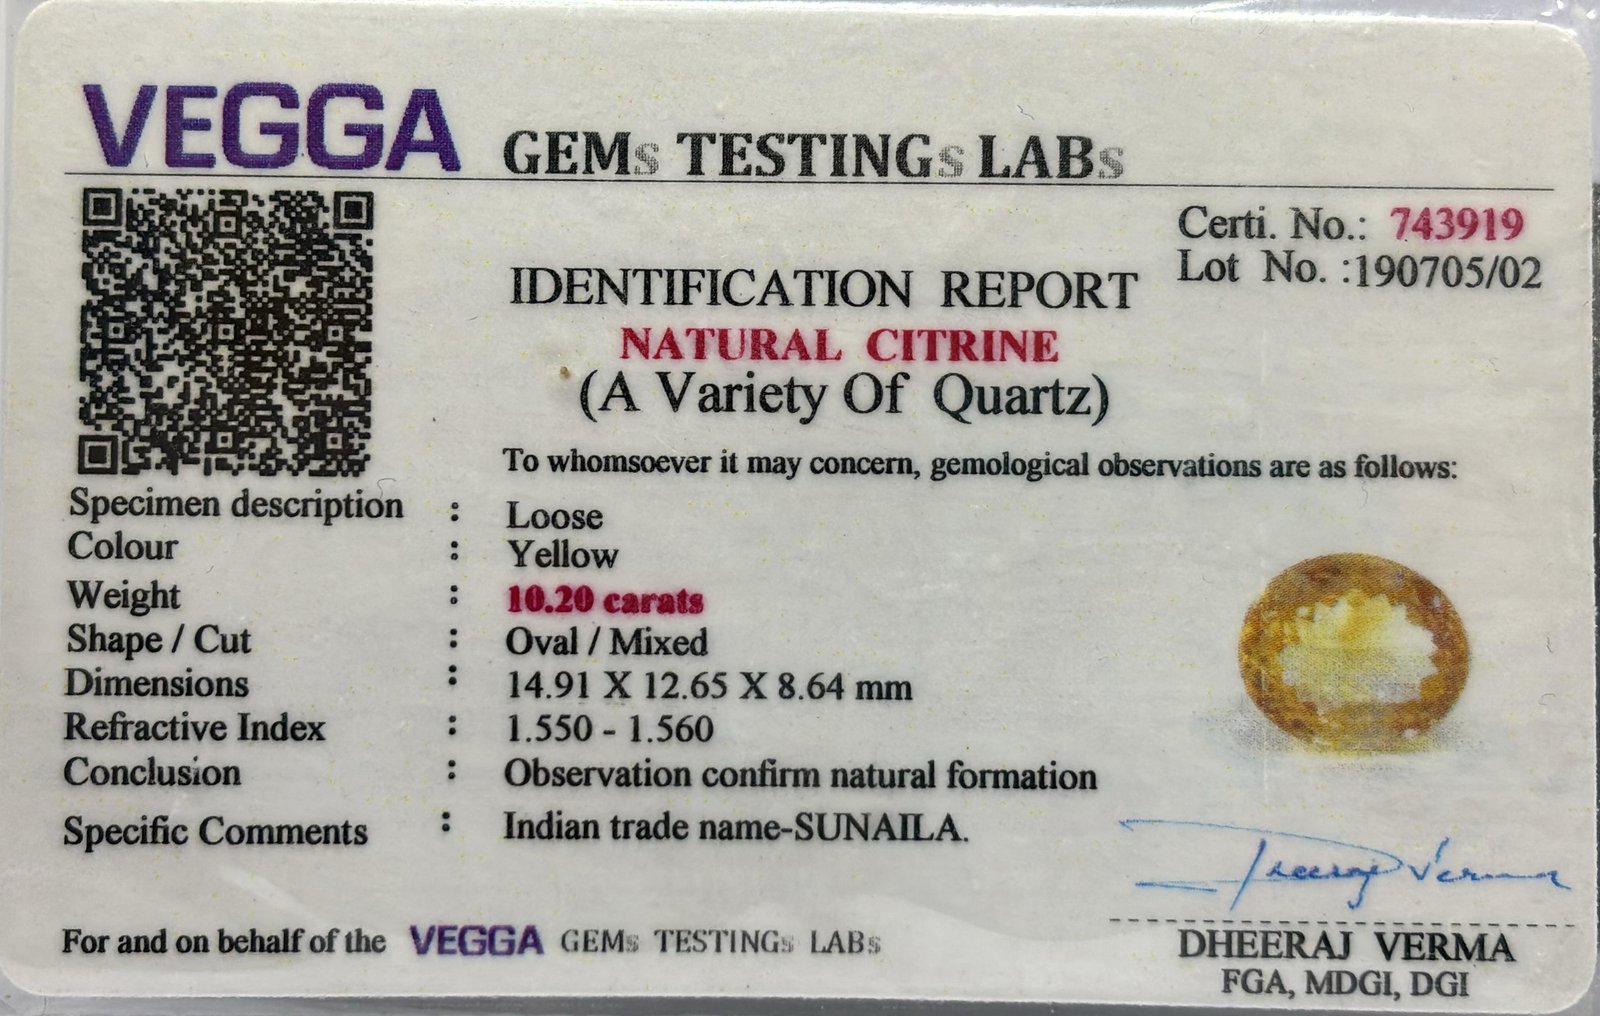 VEGGA GEMs TESTINGs LABs
Certi. No.: 743919
Lot No. :190705/02
IDENTIFICATION REPORT
NATURAL CITRINE
(A Variety Of Quartz)
To whomsoever it may concern, gemological observations are as follows:
Specimen description : Loose
Colour : Yellow
Weight : 10.20 carats
Shape / Cut : Oval / Mixed
Dimensions : 14.91 X 12.65 X 8.64 mm
Refractive Index : 1.550 - 1.560
Conclusion : Observation confirm natural formation
Specific Comments : Indian trade name-SUNAILA.
Dheeraj Verma
For and on behalf of the VEGGA GEMs TESTINGs LABs
DHEERAJ VERMA
FGA, MDGI, DGI